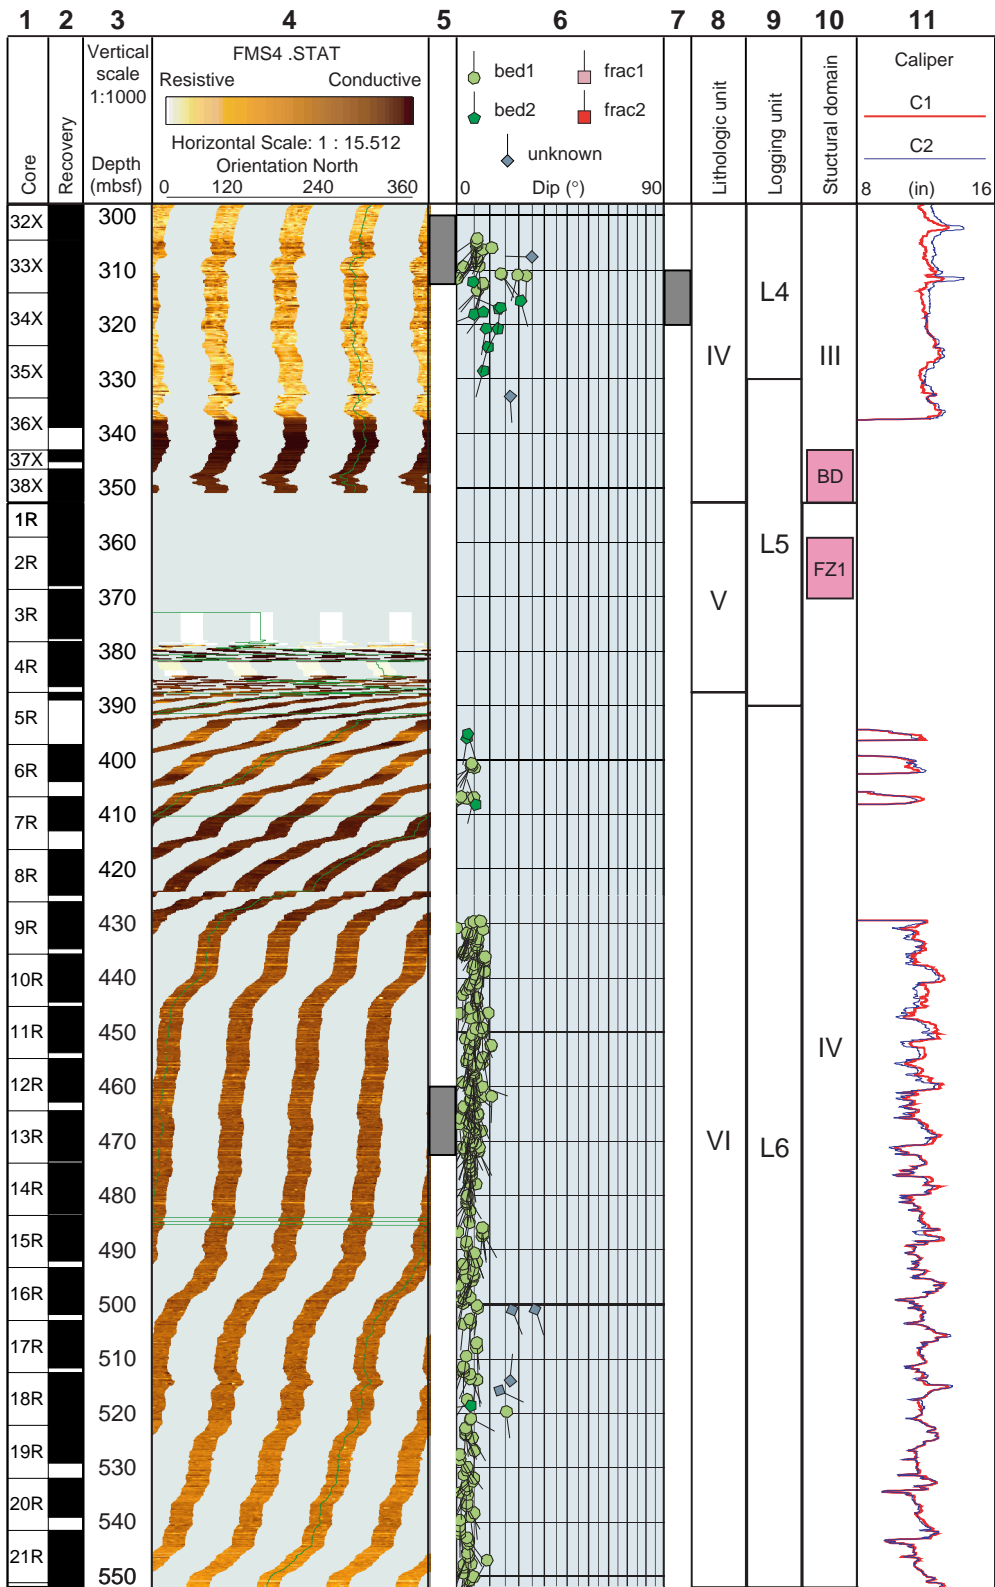 1 2 3 4 5 6 7 8 9 10 11
Core
Recovery
Vertical
scale
1:1000
Depth
(mbsf)
FMS4 .STAT
Resistive Conductive
Horizontal Scale: 1 : 15.512
Orientation North
0 120 240 360
bed1 frac1
bed2 frac2
unknown
0 Dip (°) 90
Lithologic unit
Logging unit
Stuctural domain
Caliper
C1
C2
8 (in) 16
32X
33X
34X
35X
36X
37X
38X
1R
2R
3R
4R
5R
6R
7R
8R
9R
10R
11R
12R
13R
14R
15R
16R
17R
18R
19R
20R
21R
300
310
320
330
340
350
360
370
380
390
400
410
420
430
440
450
460
470
480
490
500
510
520
530
540
550
IV
V
VI
L4
L5
L6
III
BD
FZ1
IV